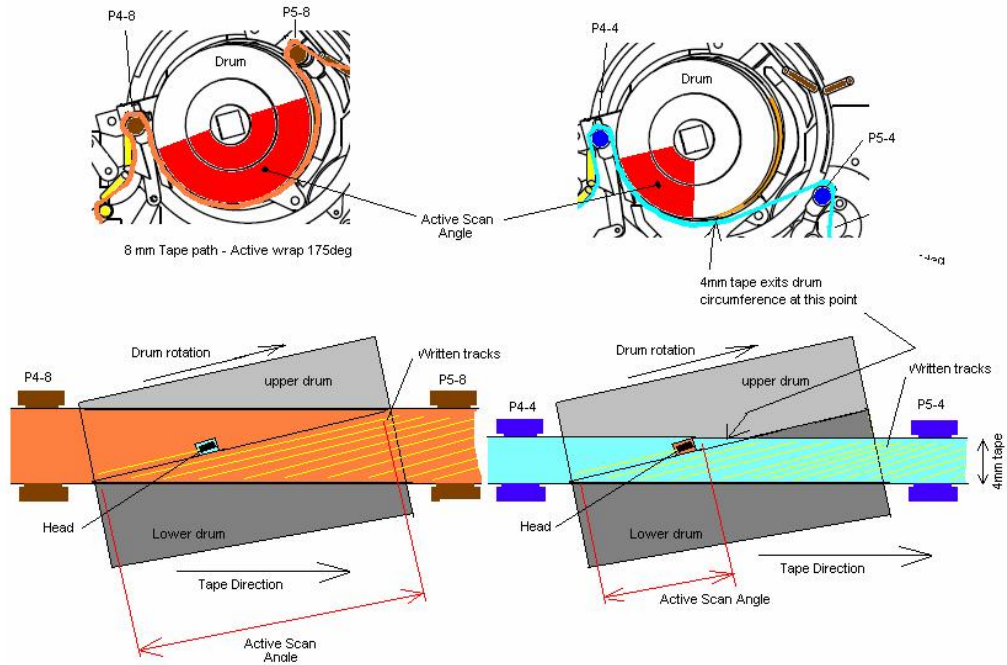 P4-8
P5-8
Drum
8 mm Tape path - Active wrap 175deg
Active Scan
Angle
P4-4
Drum
P5-4
4mm tape exits drum
circumference at this point
P4-8
Drum rotation
upper drum
Written tracks
P5-8
Head
Lower drum
Tape Direction
Active Scan
Angle
P4-4
Drum rotation
upper drum
Written tracks
P5-4
4mm tape
Head
Lower drum
Tape Direction
Active Scan Angle